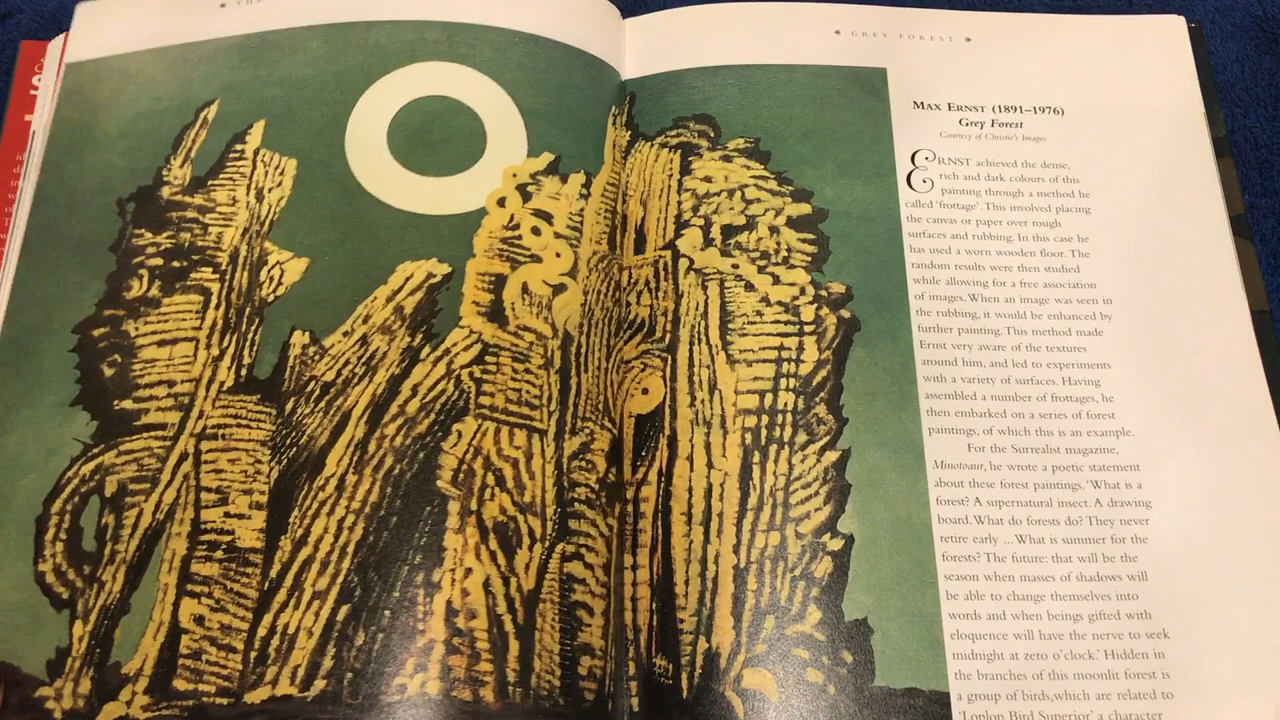 THE
GREY FOREST
MAX ERNST (1891–1976)
Grey Forest
Courtesy of Christie's Images
ERNST achieved the dense,
rich and dark colours of this
painting through a method he
called 'frottage'. This involved placing
the canvas or paper over rough
surfaces and rubbing. In this case he
has used a worn wooden floor. The
random results were then studied
while allowing for a free association
of images. When an image was seen in
the rubbing, it would be enhanced by
further painting. This method made
Ernst very aware of the textures
around him, and led to experiments
with a variety of surfaces. Having
assembled a number of frottages, he
then embarked on a series of forest
paintings, of which this is an example.
For the Surrealist magazine,
Minotoaur, he wrote a poetic statement
about these forest paintings. 'What is a
forest? A supernatural insect. A drawing
board. What do forests do? They never
retire early ... What is summer for the
forests? The future: that will be the
season when masses of shadows will
be able to change themselves into
words and when beings gifted with
eloquence will have the nerve to seek
midnight at zero o'clock.' Hidden in
the branches of this moonlit forest is
a group of birds, which are related to
'Loplop Bird Superior' a character